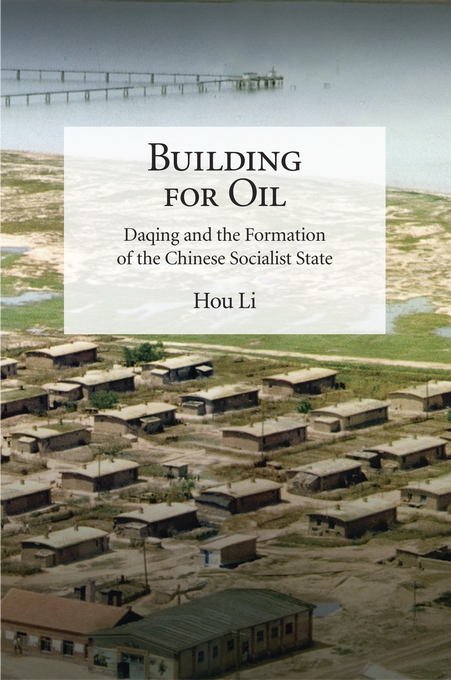 Building
for Oil
Daqing and the Formation
of the Chinese Socialist State
Hou Li